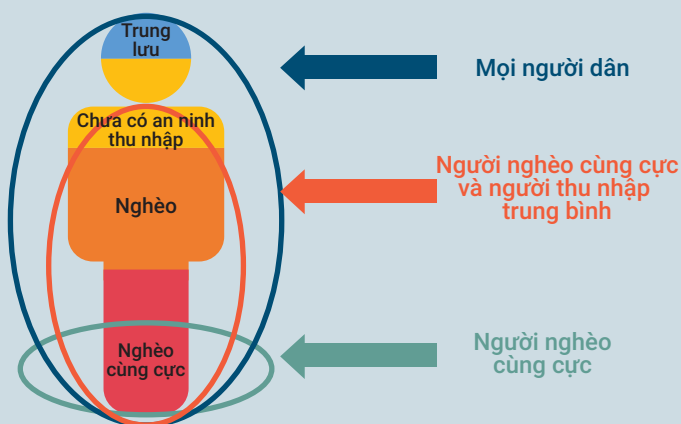 Trung
lưu
Mọi người dân
Chưa có an ninh
thu nhập
Nghèo
Người nghèo cùng cực
và người thu nhập
trung bình
Nghèo
cùng cực
Người nghèo
cùng cực